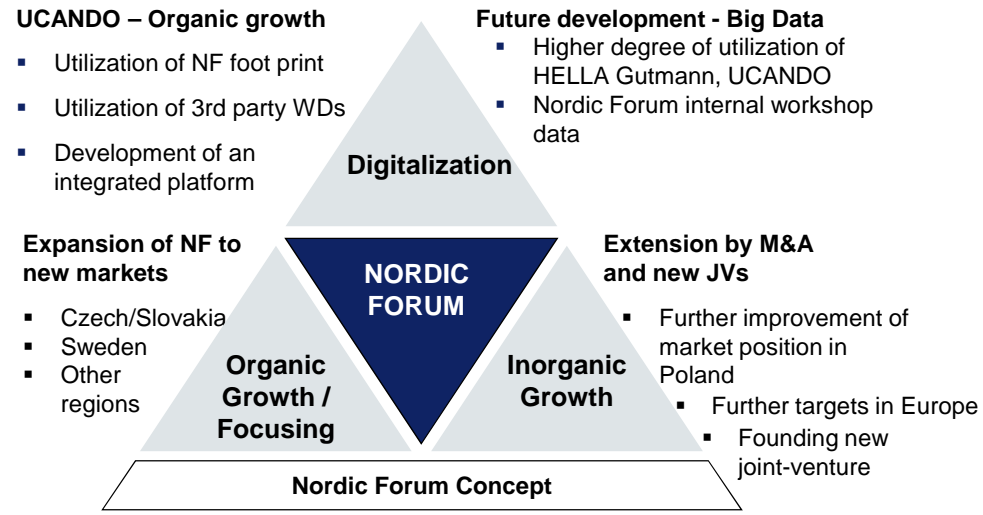 UCANDO – Organic growth
▪ Utilization of NF foot print
▪ Utilization of 3rd party WDs
▪ Development of an
integrated platform
Future development - Big Data
▪ Higher degree of utilization of
HELLA Gutmann, UCANDO
▪ Nordic Forum internal workshop
data
Digitalization
Expansion of NF to
new markets
▪ Czech/Slovakia
▪ Sweden
▪ Other
regions
NORDIC
FORUM
Extension by M&A
and new JVs
▪ Further improvement of
market position in
Poland
▪ Further targets in Europe
▪ Founding new
joint-venture
Organic
Growth /
Focusing
Inorganic
Growth
Nordic Forum Concept